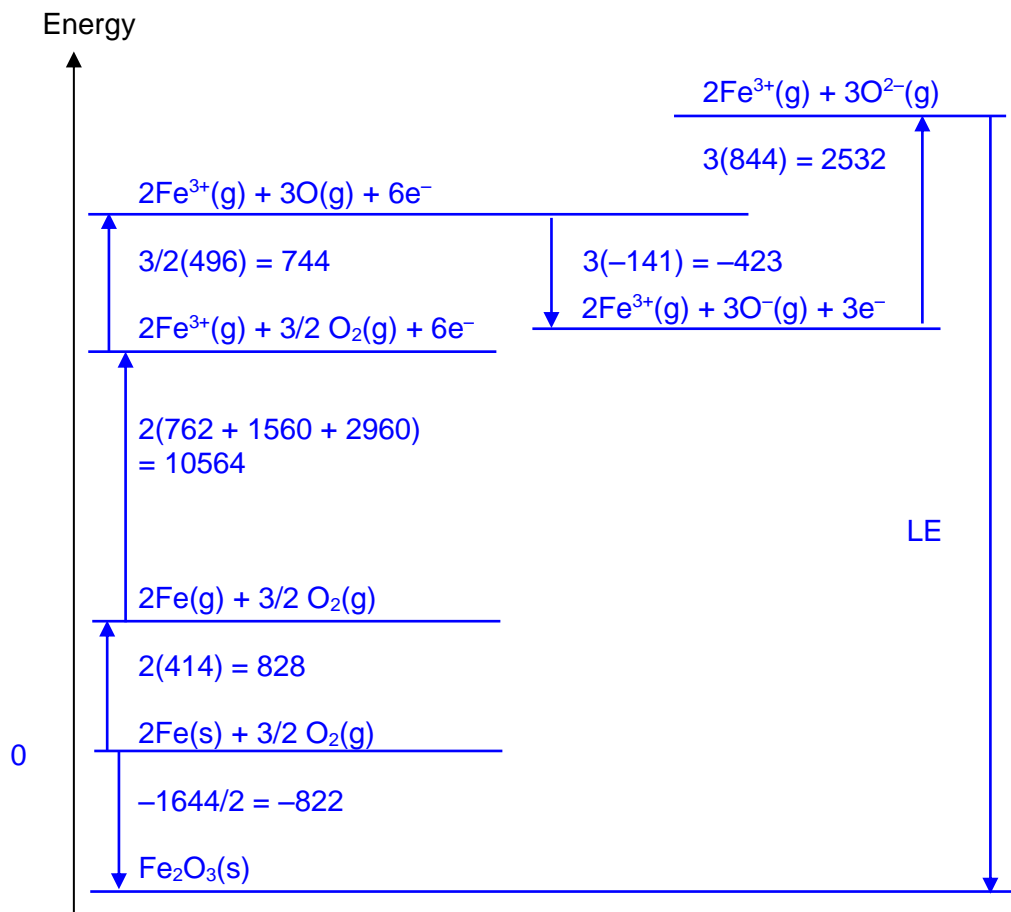 Energy
2Fe³⁺(g) + 3O²⁻(g)
3(844) = 2532
2Fe³⁺(g) + 3O(g) + 6e⁻
3/2(496) = 744
3(–141) = –423
2Fe³⁺(g) + 3O⁻(g) + 3e⁻
2Fe³⁺(g) + 3/2 O₂(g) + 6e⁻
2(762 + 1560 + 2960)
= 10564
LE
2Fe(g) + 3/2 O₂(g)
2(414) = 828
2Fe(s) + 3/2 O₂(g)
0
–1644/2 = –822
Fe₂O₃(s)